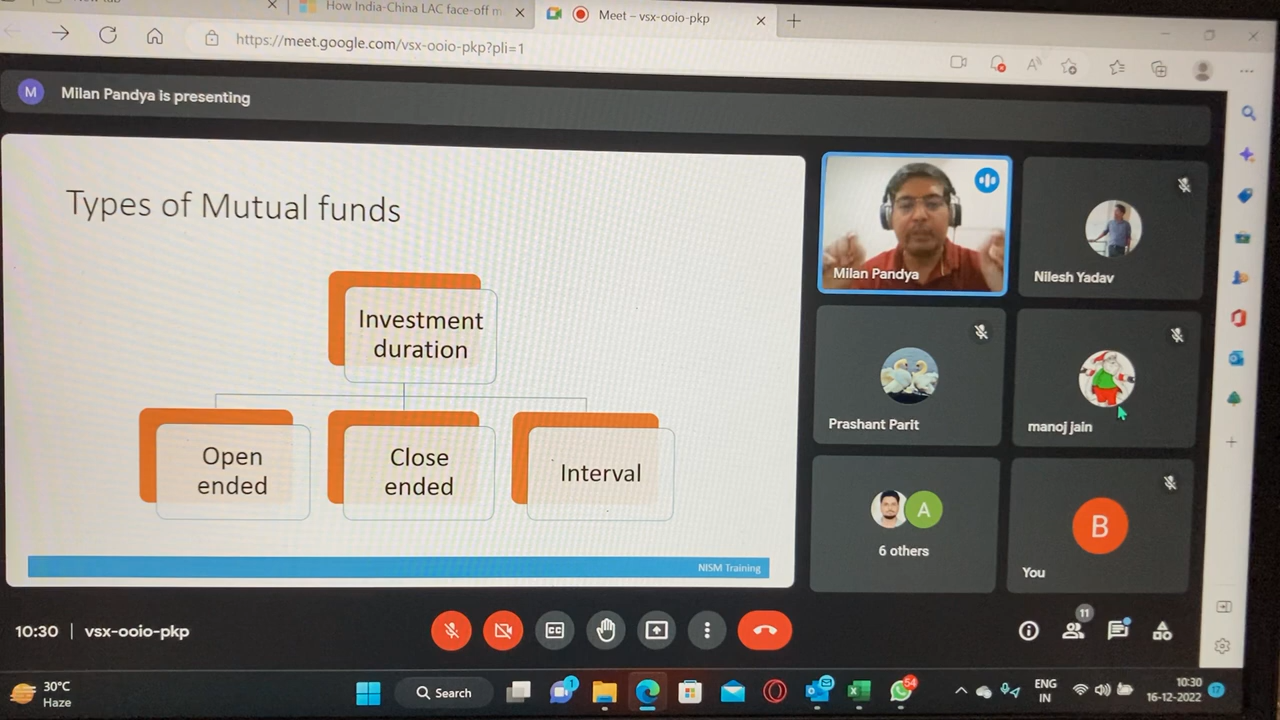 How India-China LAC face-off m
Meet – vsx-ooio-pkp
https://meet.google.com/vsx-ooio-pkp?pli=1
M
Milan Pandya is presenting
Types of Mutual funds
Investment
duration
Open
ended
Close
ended
Interval
NISM Training
Milan Pandya
Nilesh Yadav
Prashant Parit
manoj jain
A
6 others
B
You
10:30 | vsx-ooio-pkp
CC
11
30°C
Haze
Search
1
54
ENG
IN
10:30
16-12-2022